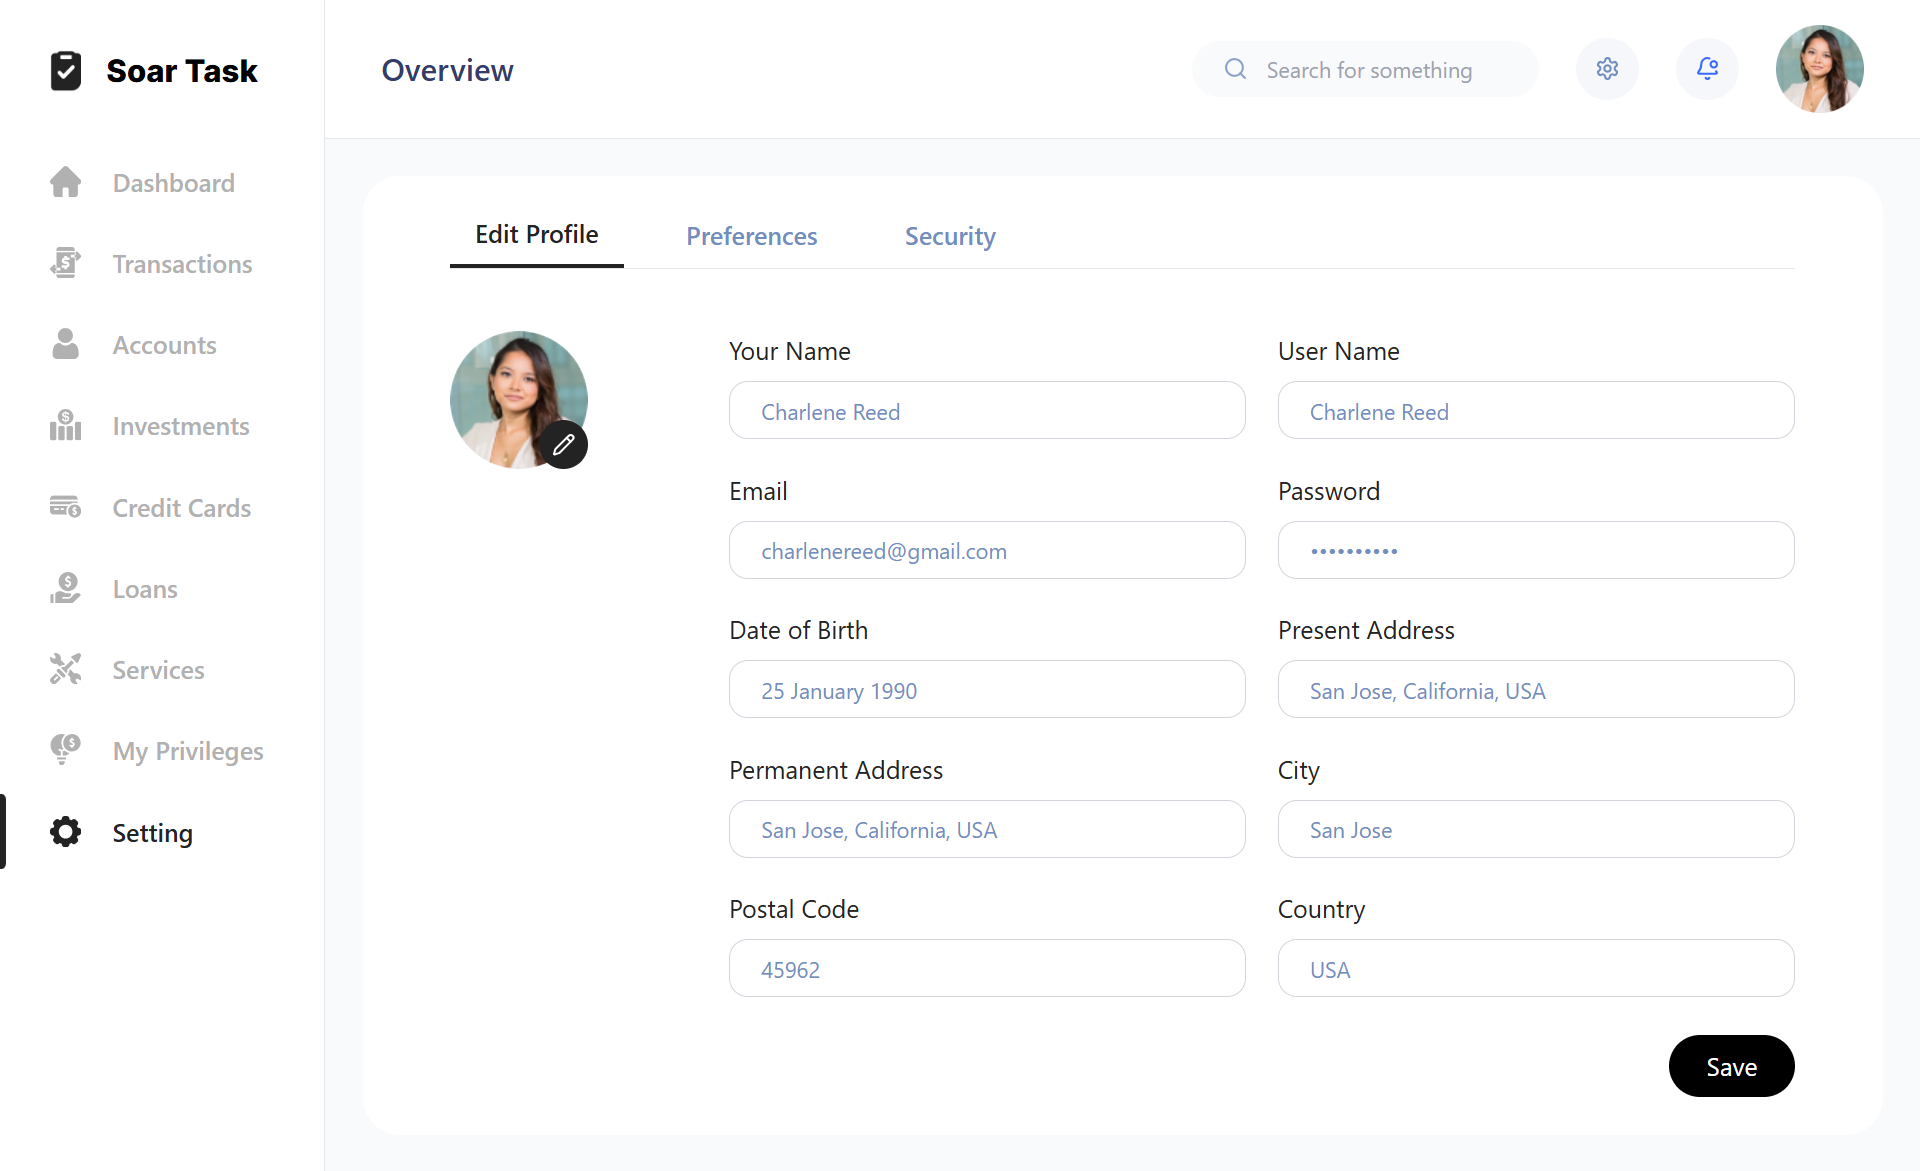 Soar Task
Overview
Search for something
Dashboard
Transactions
Accounts
Investments
Credit Cards
Loans
Services
My Privileges
Setting
Edit Profile
Preferences
Security
Your Name
Charlene Reed
User Name
Charlene Reed
Email
charlenereed@gmail.com
Password
••••••••••
Date of Birth
25 January 1990
Present Address
San Jose, California, USA
Permanent Address
San Jose, California, USA
City
San Jose
Postal Code
45962
Country
USA
Save